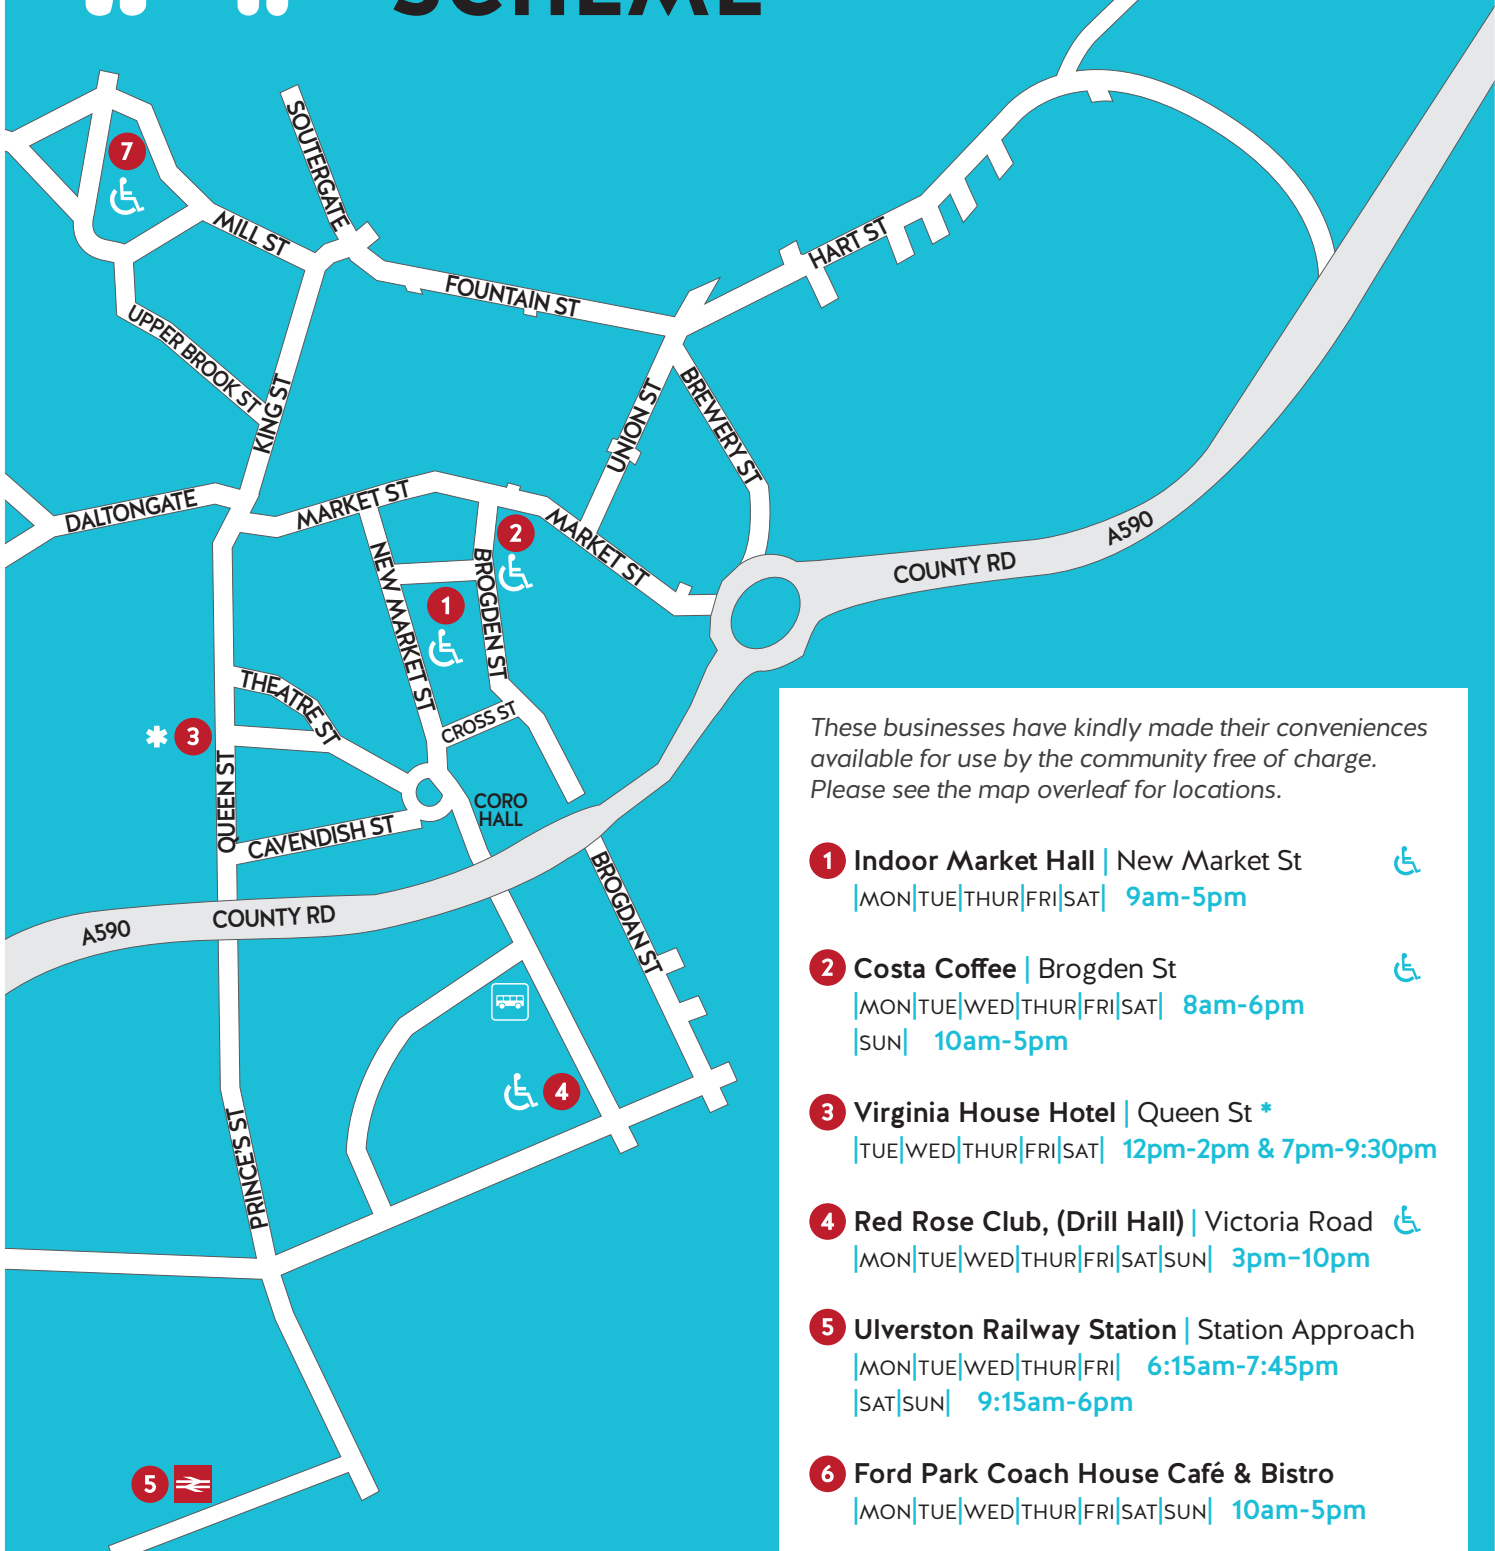 SCHEME
7
SOUTERGATE
MILL ST
HART ST
FOUNTAIN ST
UPPER BROOK ST
KING ST
UNION ST
BREWERY ST
DALTONGATE
MARKET ST
2
MARKET ST
A590
COUNTY RD
NEW MARKET ST
BROGDEN ST
1
THEATRE ST
CROSS ST
* 3
QUEEN ST
CORO
HALL
CAVENDISH ST
BROGDAN ST
A590
COUNTY RD
4
PRINCE'S ST
5
These businesses have kindly made their conveniences
available for use by the community free of charge.
Please see the map overleaf for locations.
1 Indoor Market Hall | New Market St
|MON|TUE|THUR|FRI|SAT| 9am-5pm
2 Costa Coffee | Brogden St
|MON|TUE|WED|THUR|FRI|SAT| 8am-6pm
|SUN| 10am-5pm
3 Virginia House Hotel | Queen St *
|TUE|WED|THUR|FRI|SAT| 12pm-2pm & 7pm-9:30pm
4 Red Rose Club, (Drill Hall) | Victoria Road
|MON|TUE|WED|THUR|FRI|SAT|SUN| 3pm–10pm
5 Ulverston Railway Station | Station Approach
|MON|TUE|WED|THUR|FRI| 6:15am-7:45pm
|SAT|SUN| 9:15am-6pm
6 Ford Park Coach House Café & Bistro
|MON|TUE|WED|THUR|FRI|SAT|SUN| 10am-5pm